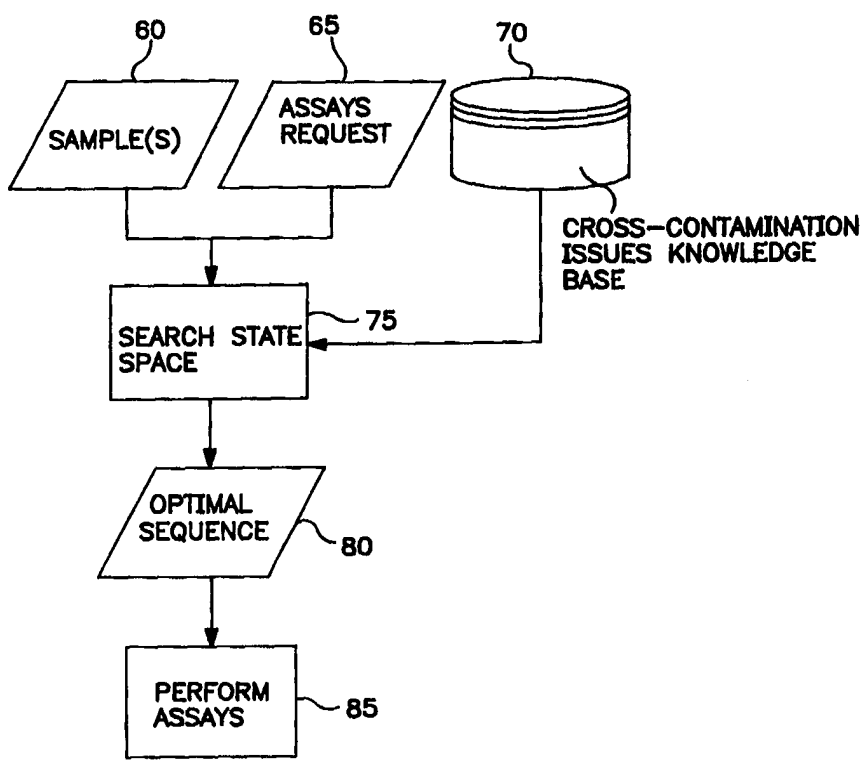 60
65
70
SAMPLE(S)
ASSAYS
REQUEST
CROSS-CONTAMINATION
ISSUES KNOWLEDGE
BASE
75
SEARCH STATE
SPACE
OPTIMAL
SEQUENCE
80
PERFORM
ASSAYS
85